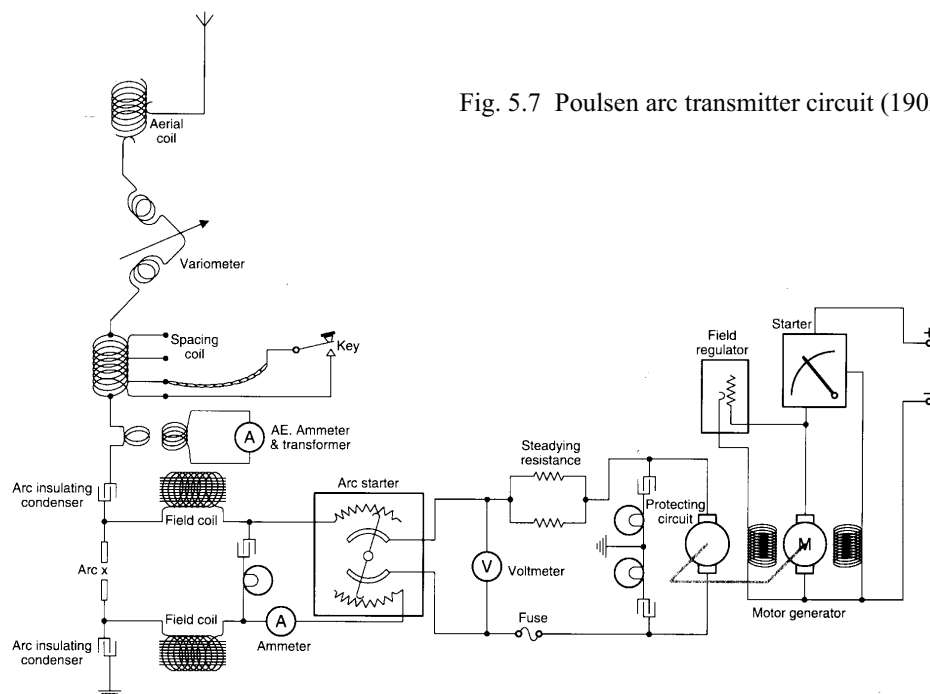 Fig. 5.7 Poulsen arc transmitter circuit (190
Aerial
coil
Variometer
Spacing
coil
Key
AE. Ammeter
& transformer
A
Arc insulating
condenser
Field coil
Arc starter
Arc x
Field coil
A
Ammeter
Arc insulating
condenser
Steadying
resistance
V
Voltmeter
Fuse
Protecting
circuit
Field
regulator
Starter
+
−
M
Motor generator